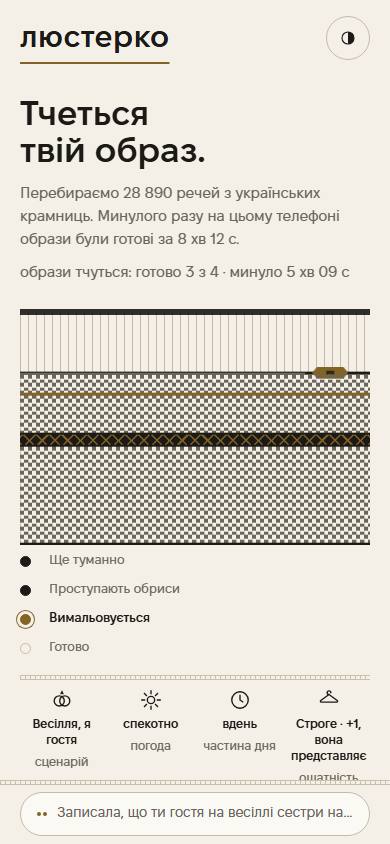 люстерко
Тчеться
твій образ.
Перебираємо 28 890 речей з українських
крамниць. Минулого разу на цьому телефоні
образи були готові за 8 хв 12 с.
образи тчуться: готово 3 з 4 · минуло 5 хв 09 с
Ще туманно
Проступають обриси
Вимальовується
Готово
Весілля, я
гостя
сценарій
спекотно
погода
вдень
частина дня
Строге · +1,
вона
представляє
ошатність
Записала, що ти гостя на весіллі сестри на...